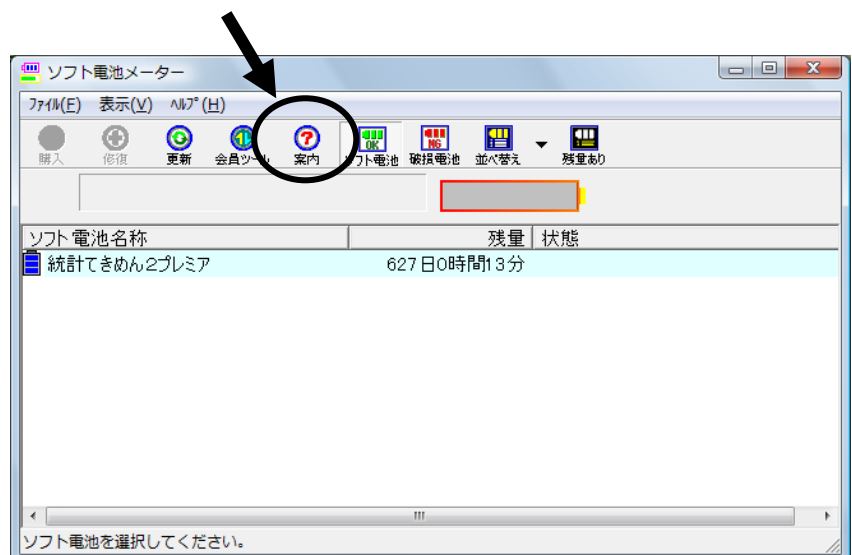 ソフト電池メーター
ファイル(F) 表示(V) ヘルプ(H)
購入 修復 更新 会員ツール 案内 ソフト電池 破損電池 並べ替え 残量あり
OK NG
ソフト電池名称 残量 状態
統計てきめん2プレミア 627日0時間13分
ソフト電池を選択してください。